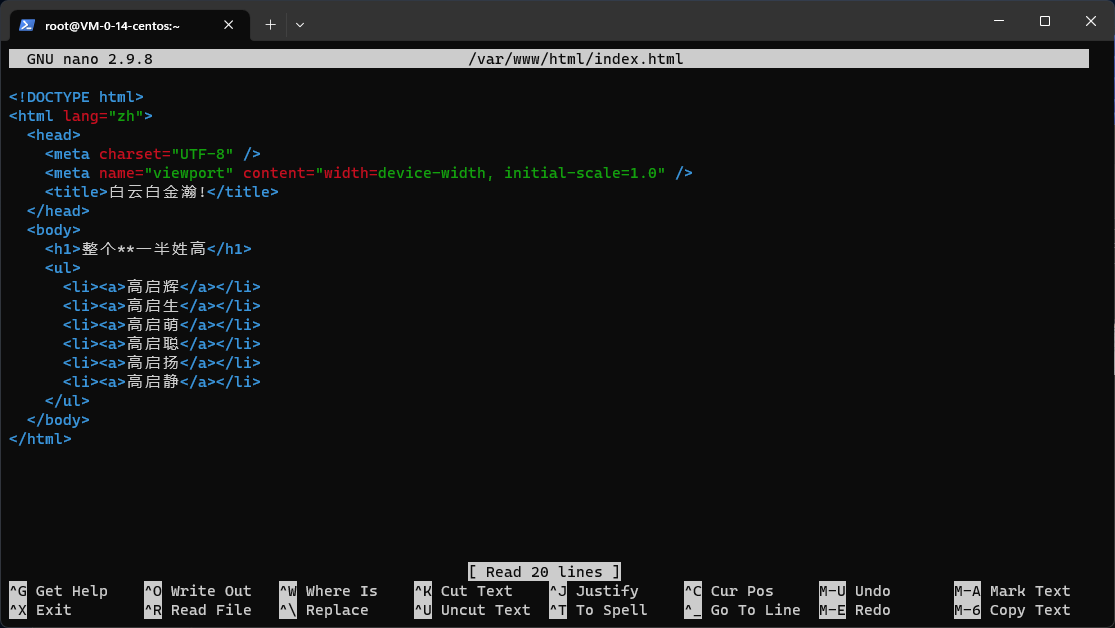 root@VM-0-14-centos:~
GNU nano 2.9.8 /var/www/html/index.html
<!DOCTYPE html>
<html lang="zh">
<head>
<meta charset="UTF-8" />
<meta name="viewport" content="width=device-width, initial-scale=1.0" />
<title>白云白金瀚!</title>
</head>
<body>
<h1>整个**一半姓高</h1>
<ul>
<li><a>高启辉</a></li>
<li><a>高启生</a></li>
<li><a>高启萌</a></li>
<li><a>高启聪</a></li>
<li><a>高启扬</a></li>
<li><a>高启静</a></li>
</ul>
</body>
</html>
[ Read 20 lines ]
^G Get Help ^O Write Out ^W Where Is ^K Cut Text ^J Justify ^C Cur Pos M-U Undo M-A Mark Text
^X Exit ^R Read File ^\ Replace ^U Uncut Text ^T To Spell ^_ Go To Line M-E Redo M-6 Copy Text